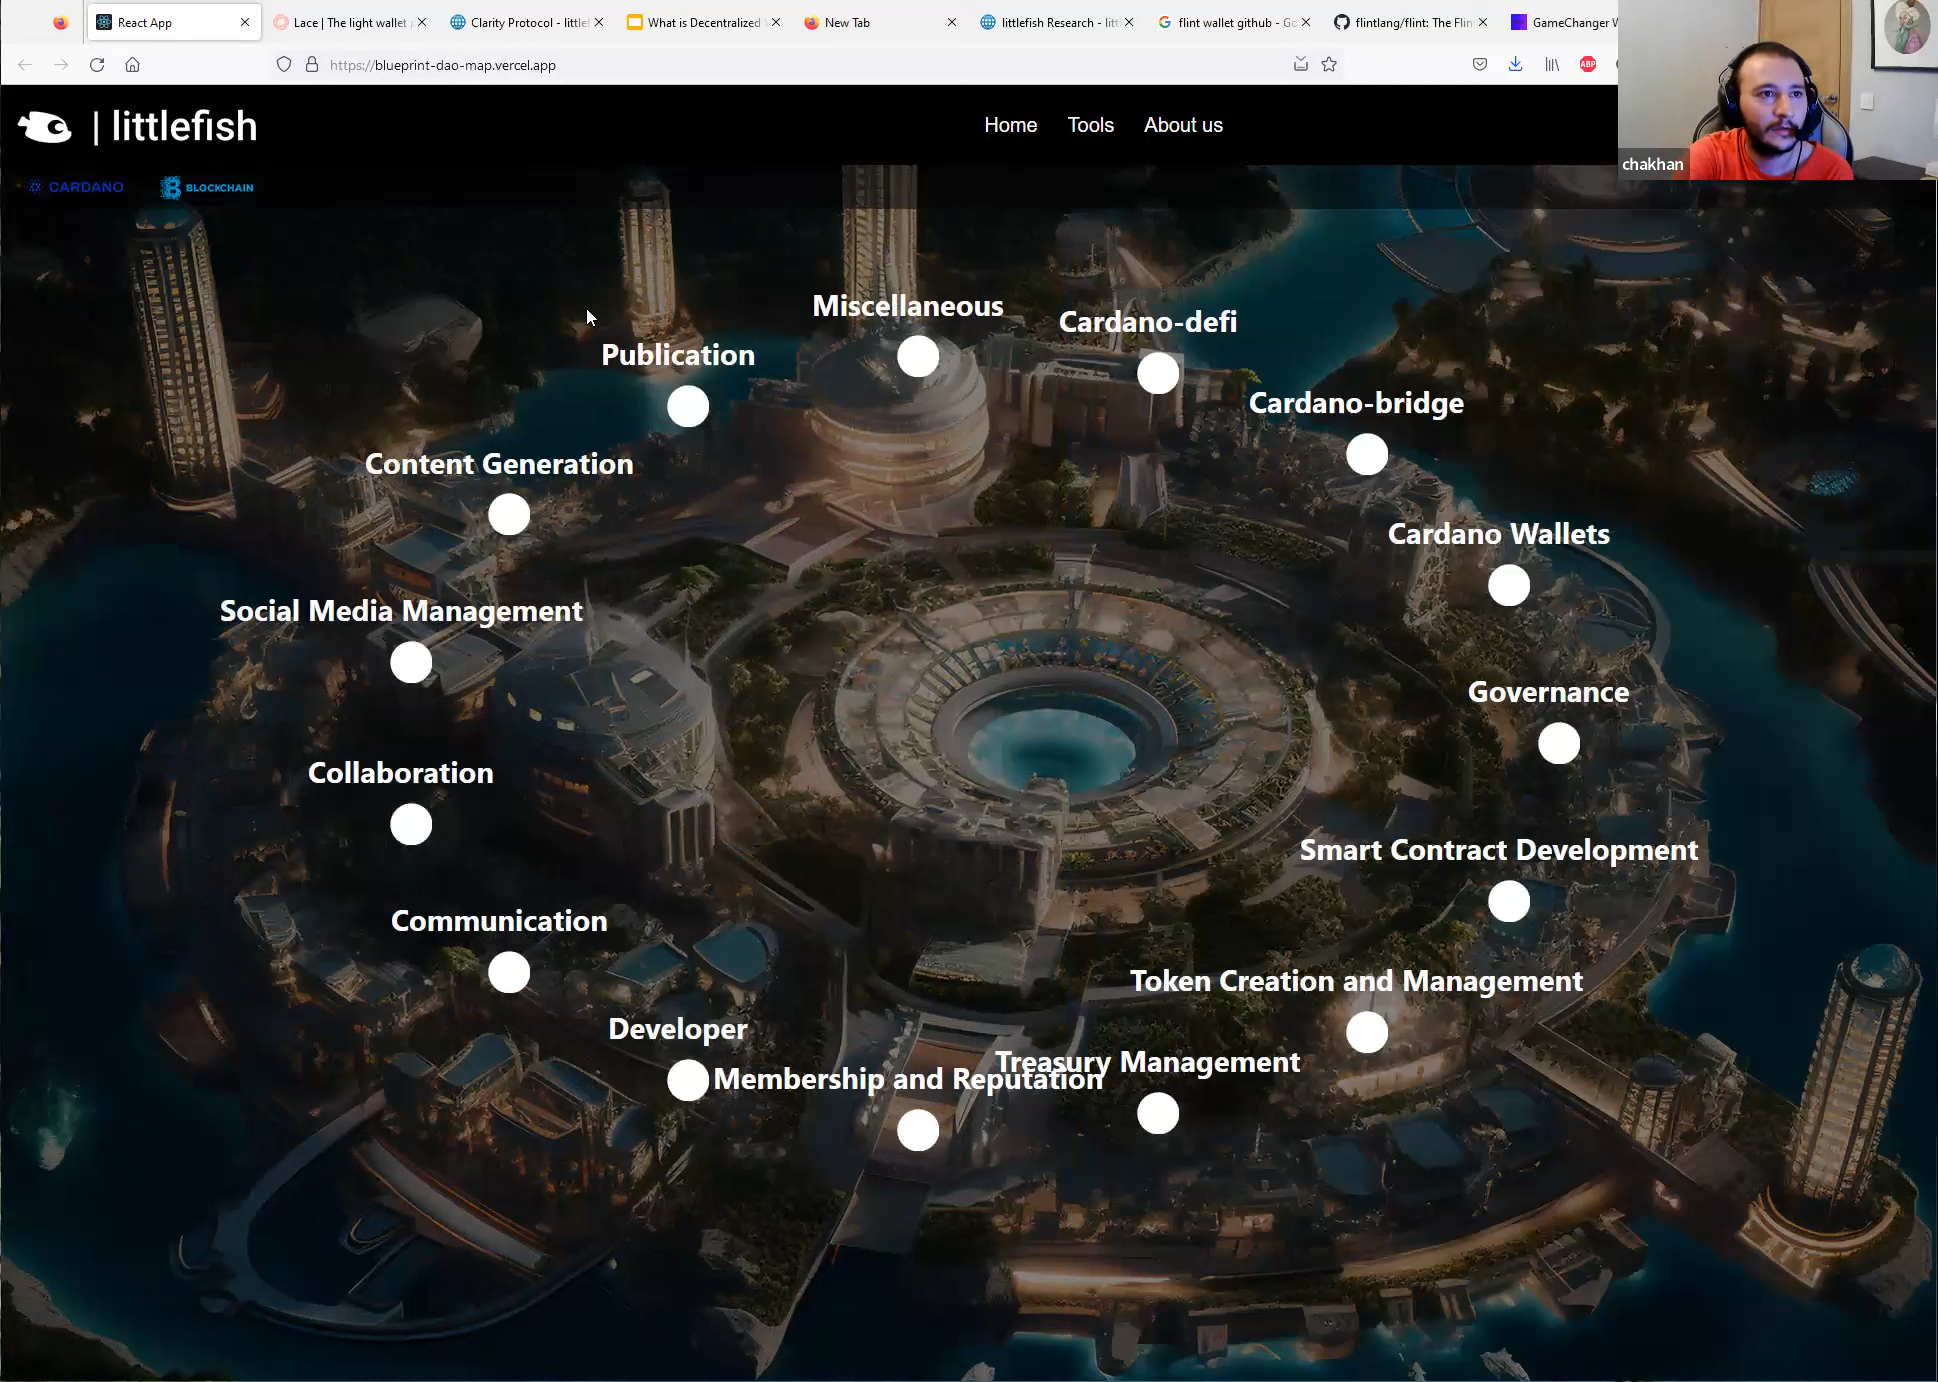 React App
Lace | The light wallet
Clarity Protocol - little
What is Decentralized
New Tab
littlefish Research - litt
flint wallet github - Go
flintlang/flint: The Flin
GameChanger W
https://blueprint-dao-map.vercel.app
ABP
| littlefish
Home
Tools
About us
chakhan
CARDANO
BLOCKCHAIN
Miscellaneous
Cardano-defi
Publication
Cardano-bridge
Content Generation
Cardano Wallets
Social Media Management
Governance
Collaboration
Smart Contract Development
Communication
Token Creation and Management
Developer
Treasury Management
Membership and Reputation